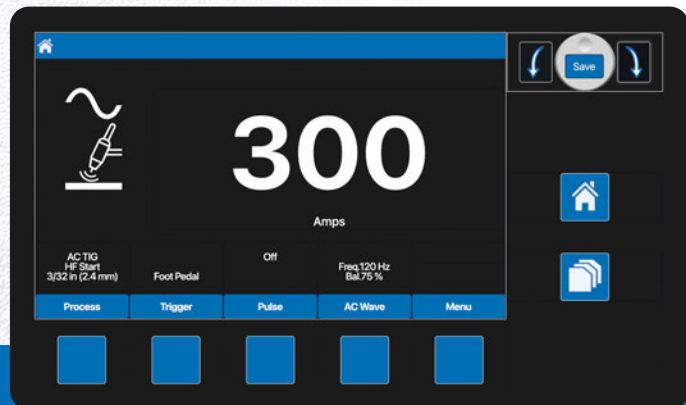 Save
300
Amps
AC TIG
HF Start
3/32 in (2.4 mm)
Foot Pedal
Off
Freq.120 Hz
Bal.75 %
Process
Trigger
Pulse
AC Wave
Menu